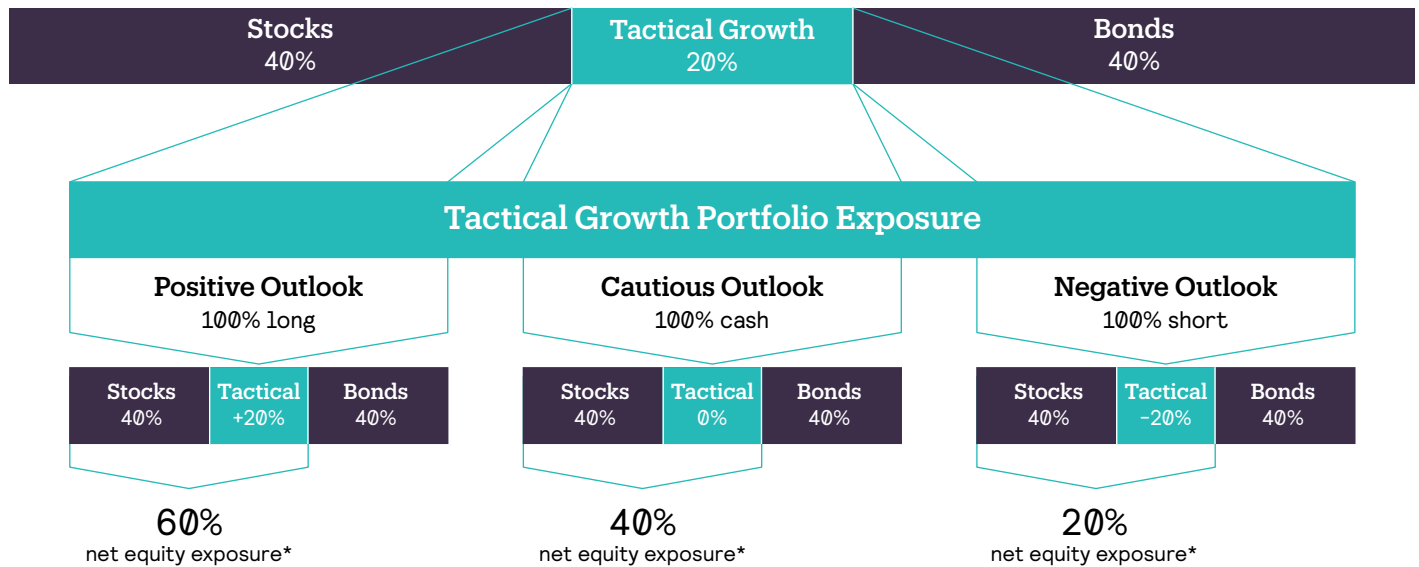 Stocks
40%
Tactical Growth
20%
Bonds
40%
Tactical Growth Portfolio Exposure
Positive Outlook
100% long
Stocks
40%
Tactical
+20%
Bonds
40%
60%
net equity exposure*
Cautious Outlook
100% cash
Stocks
40%
Tactical
0%
Bonds
40%
40%
net equity exposure*
Negative Outlook
100% short
Stocks
40%
Tactical
-20%
Bonds
40%
20%
net equity exposure*